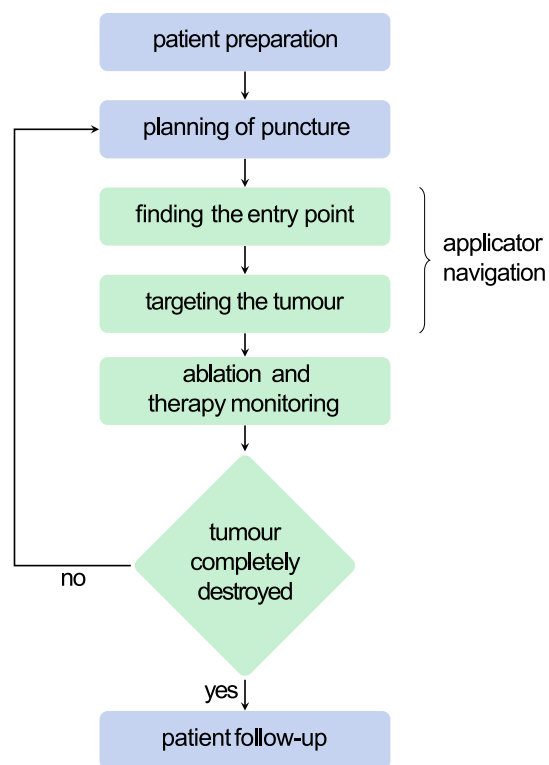 patient preparation
planning of puncture
finding the entry point
applicator
navigation
targeting the tumour
ablation and
therapy monitoring
tumour
completely
destroyed
no
yes
patient follow-up